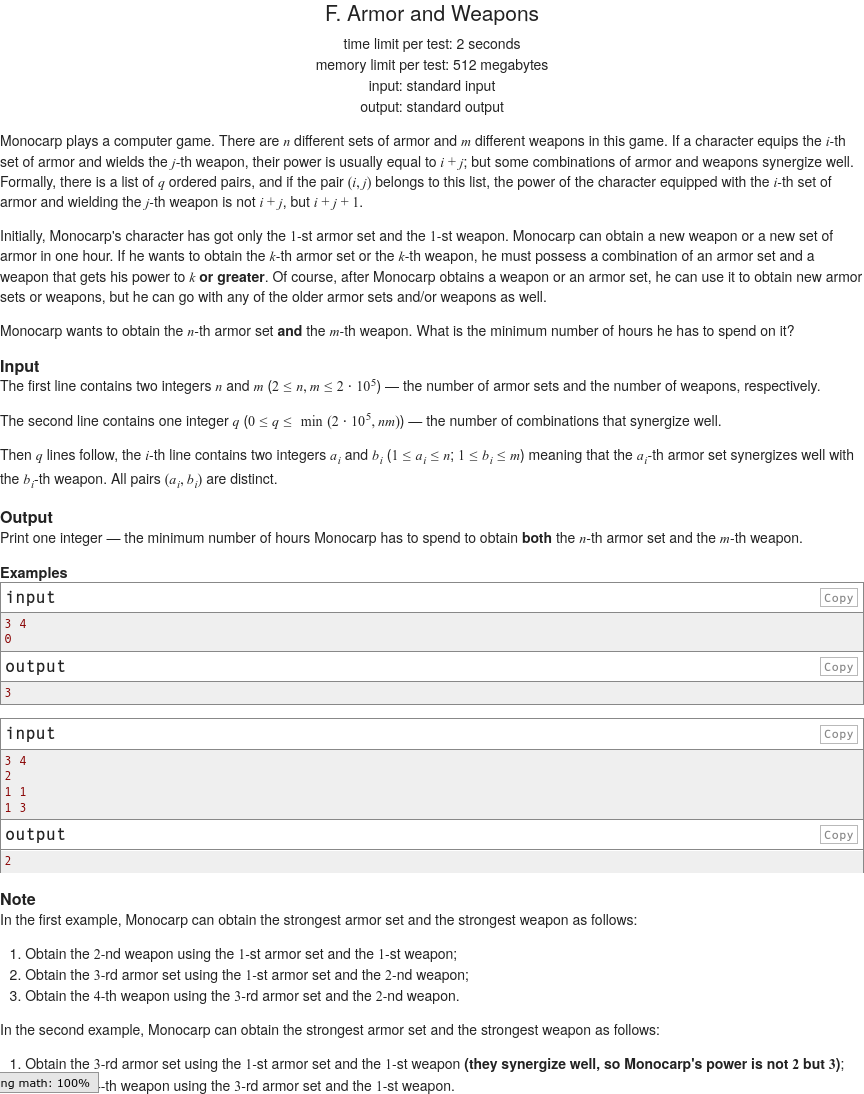 F. Armor and Weapons
time limit per test: 2 seconds
memory limit per test: 512 megabytes
input: standard input
output: standard output
Monocarp plays a computer game. There are n different sets of armor and m different weapons in this game. If a character equips the i-th
set of armor and wields the j-th weapon, their power is usually equal to i + j; but some combinations of armor and weapons synergize well.
Formally, there is a list of q ordered pairs, and if the pair (i, j) belongs to this list, the power of the character equipped with the i-th set of
armor and wielding the j-th weapon is not i + j, but i + j + 1.
Initially, Monocarp's character has got only the 1-st armor set and the 1-st weapon. Monocarp can obtain a new weapon or a new set of
armor in one hour. If he wants to obtain the k-th armor set or the k-th weapon, he must possess a combination of an armor set and a
weapon that gets his power to k or greater. Of course, after Monocarp obtains a weapon or an armor set, he can use it to obtain new armor
sets or weapons, but he can go with any of the older armor sets and/or weapons as well.
Monocarp wants to obtain the n-th armor set and the m-th weapon. What is the minimum number of hours he has to spend on it?
Input
The first line contains two integers n and m (2 ≤ n, m ≤ 2 · 10⁵) — the number of armor sets and the number of weapons, respectively.
The second line contains one integer q (0 ≤ q ≤ min(2 · 10⁵, nm)) — the number of combinations that synergize well.
Then q lines follow, the i-th line contains two integers aᵢ and bᵢ (1 ≤ aᵢ ≤ n; 1 ≤ bᵢ ≤ m) meaning that the aᵢ-th armor set synergizes well with
the bᵢ-th weapon. All pairs (aᵢ, bᵢ) are distinct.
Output
Print one integer — the minimum number of hours Monocarp has to spend to obtain both the n-th armor set and the m-th weapon.
Examples
input Copy
3 4
0
output Copy
3
input Copy
3 4
2
1 1
1 3
output Copy
2
Note
In the first example, Monocarp can obtain the strongest armor set and the strongest weapon as follows:
1. Obtain the 2-nd weapon using the 1-st armor set and the 1-st weapon;
2. Obtain the 3-rd armor set using the 1-st armor set and the 2-nd weapon;
3. Obtain the 4-th weapon using the 3-rd armor set and the 2-nd weapon.
In the second example, Monocarp can obtain the strongest armor set and the strongest weapon as follows:
1. Obtain the 3-rd armor set using the 1-st armor set and the 1-st weapon (they synergize well, so Monocarp's power is not 2 but 3);
ng math: 100% -th weapon using the 3-rd armor set and the 1-st weapon.